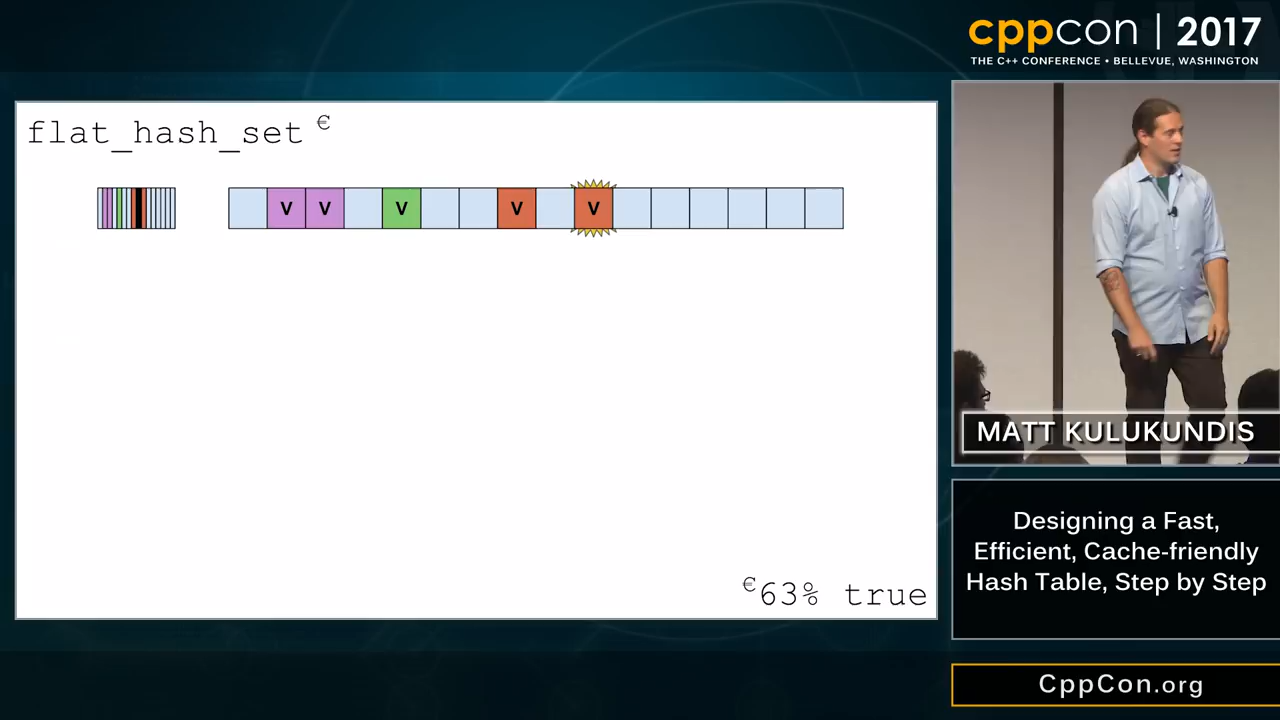 cppcon | 2017
THE C++ CONFERENCE • BELLEVUE, WASHINGTON
flat_hash_set €
V V V V V
€63% true
MATT KULUKUNDIS
Designing a Fast,
Efficient, Cache-friendly
Hash Table, Step by Step
CppCon.org